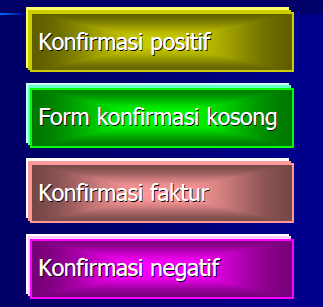 Konfirmasi positif
Form konfirmasi kosong
Konfirmasi faktur
Konfirmasi negatif